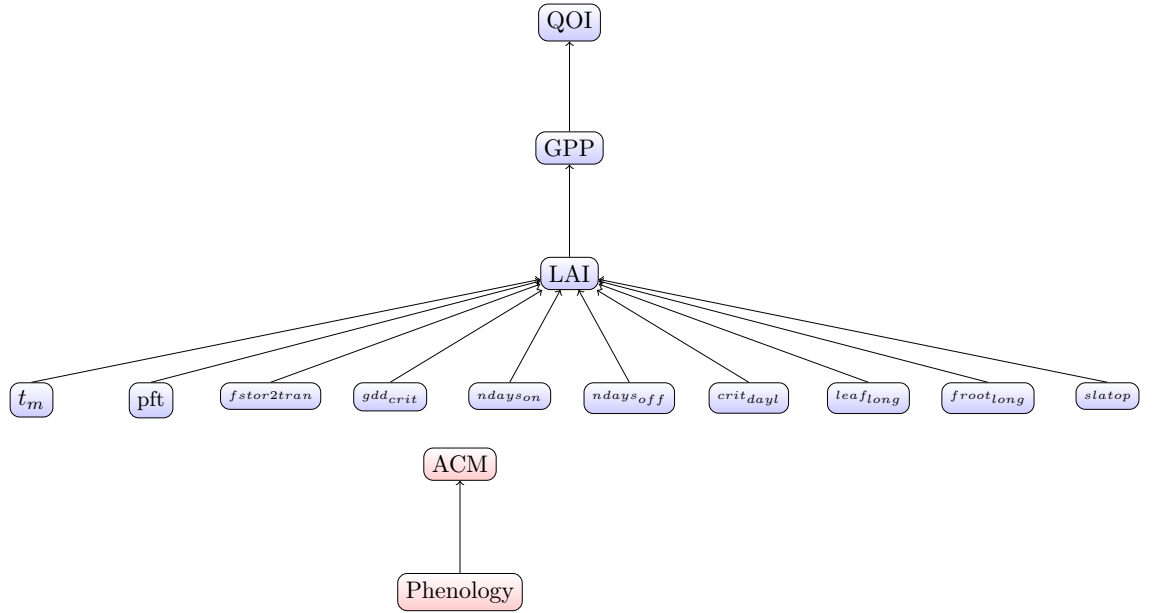 QOI
GPP
LAI
t_m pft fstor2tran gdd_crit ndays_on ndays_off crit_dayl leaf_long froot_long slatop
ACM
Phenology